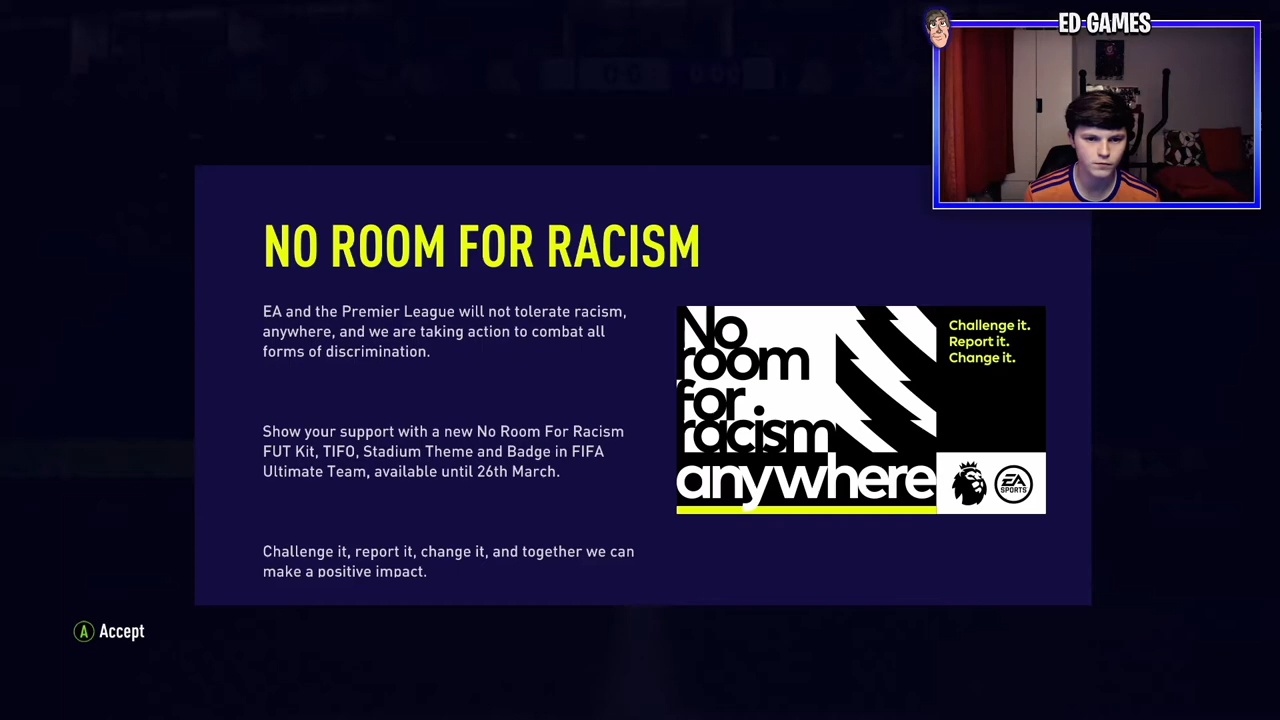 ED GAMES
NO ROOM FOR RACISM
EA and the Premier League will not tolerate racism,
anywhere, and we are taking action to combat all
forms of discrimination.
Show your support with a new No Room For Racism
FUT Kit, TIFO, Stadium Theme and Badge in FIFA
Ultimate Team, available until 26th March.
Challenge it, report it, change it, and together we can
make a positive impact.
No
room
for
racism
anywhere
Challenge it.
Report it.
Change it.
EA
SPORTS
A Accept